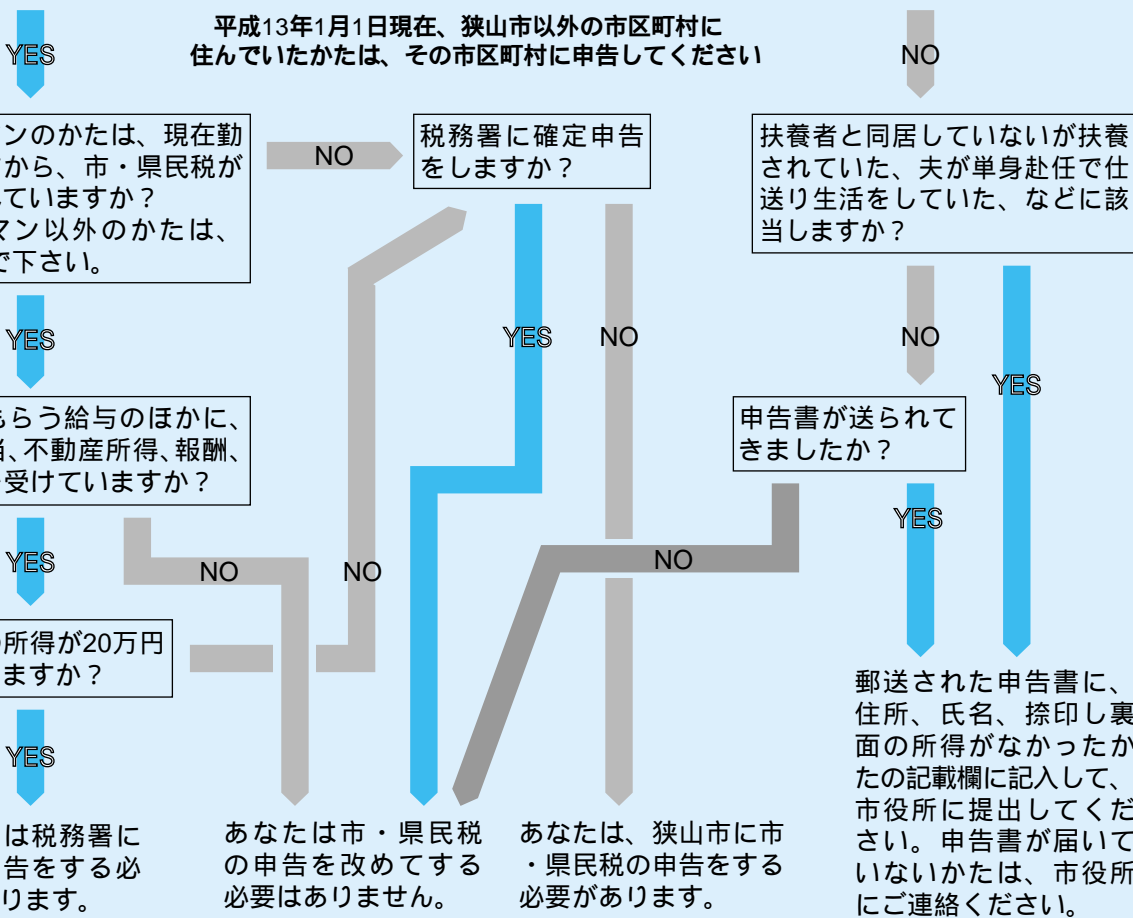 平成13年1月1日現在、狭山市以外の市区町村に
住んでいたかたは、その市区町村に申告してください
YES
NO
ンのかたは、現在勤
から、市・県民税が
ていますか？
マン以外のかたは、
で下さい。
NO
税務署に確定申告
をしますか？
扶養者と同居していないが扶養
されていた、夫が単身赴任で仕
送り生活をしていた、などに該
当しますか？
YES
YES
NO
NO
YES
もらう給与のほかに、
当、不動産所得、報酬、
受けていますか？
申告書が送られて
きましたか？
YES
NO
NO
NO
YES
所得が20万円
ますか？
YES
は税務署に
告をする必
ります。
あなたは市・県民税
の申告を改めてする
必要はありません。
あなたは、狭山市に市
・県民税の申告をする
必要があります。
郵送された申告書に、
住所、氏名、捺印し裏
面の所得がなかったか
たの記載欄に記入して、
市役所に提出してくだ
さい。申告書が届いて
いないかたは、市役所
にご連絡ください。